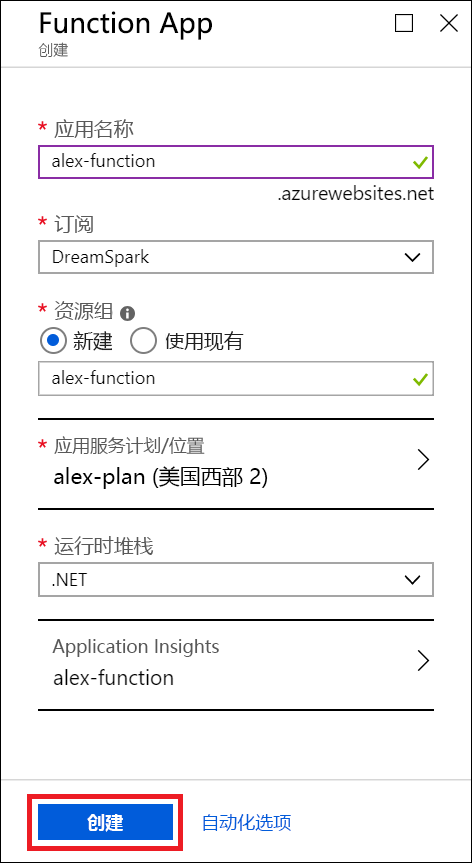 Function App
创建
* 应用名称
alex-function
.azurewebsites.net
* 订阅
DreamSpark
* 资源组
新建 使用现有
alex-function
* 应用服务计划/位置
alex-plan (美国西部 2)
* 运行时堆栈
.NET
Application Insights
alex-function
创建 自动化选项